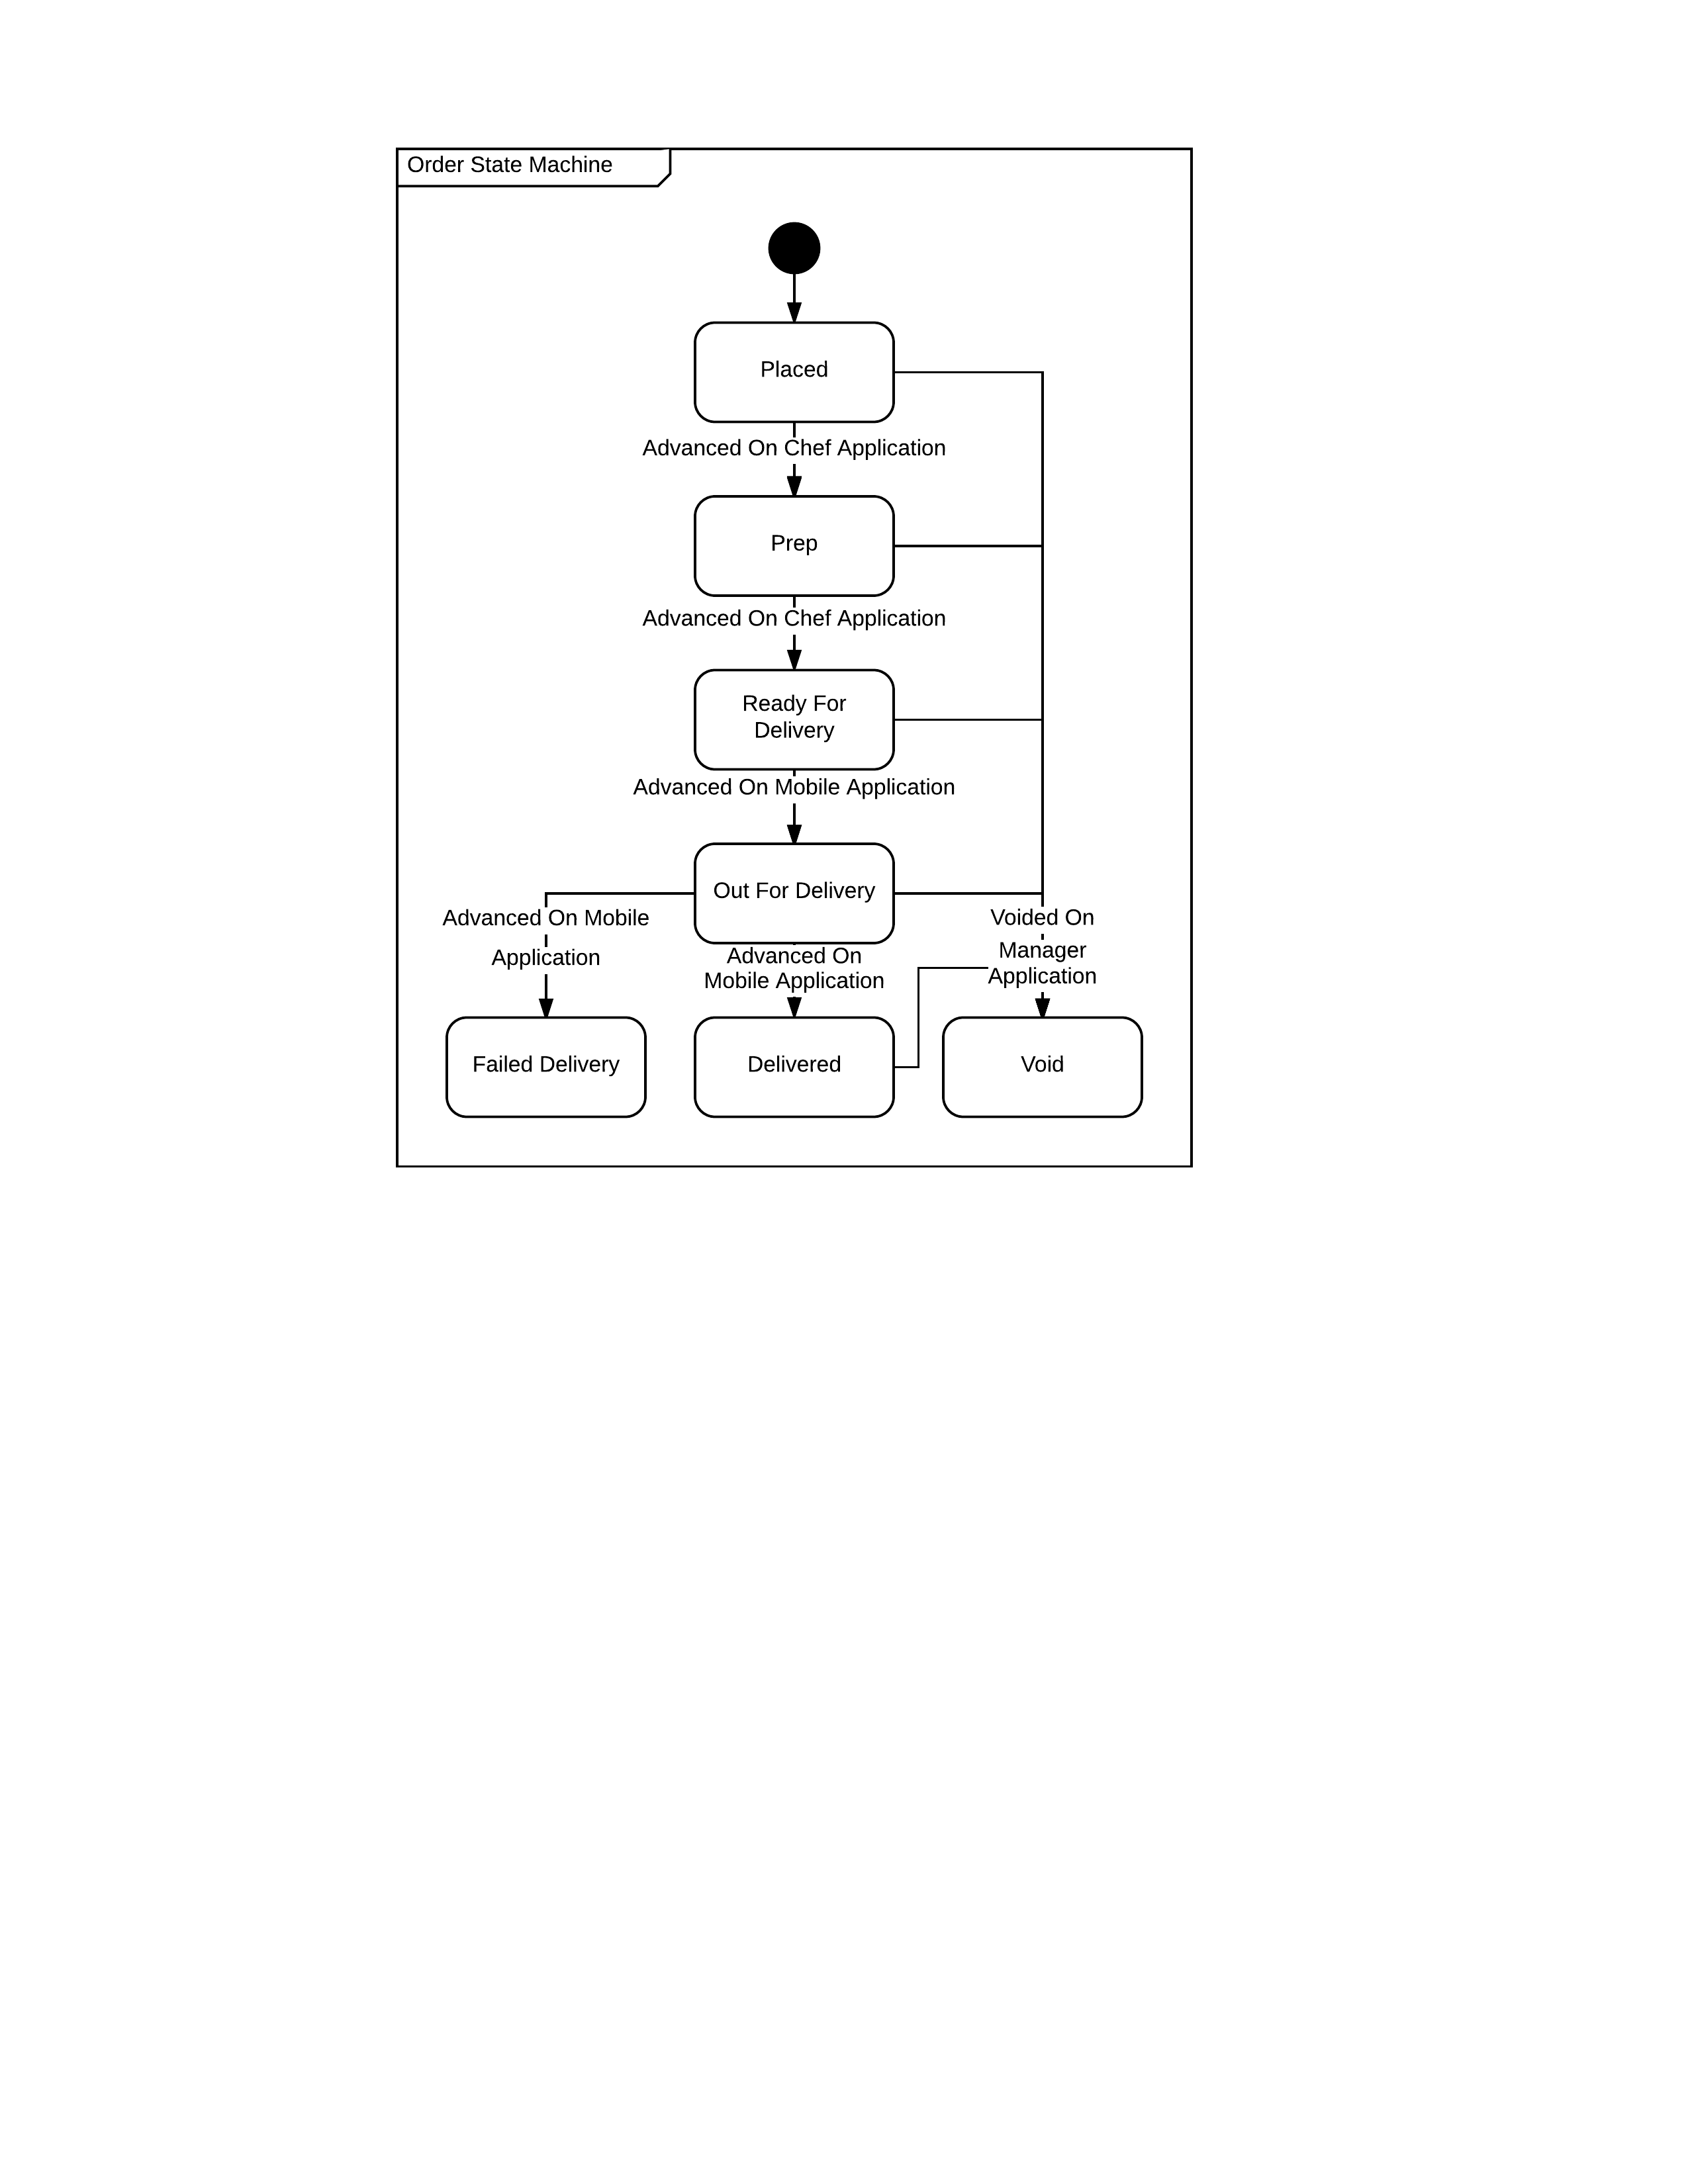 Order State Machine
Placed
Advanced On Chef Application
Prep
Advanced On Chef Application
Ready For
Delivery
Advanced On Mobile Application
Out For Delivery
Advanced On Mobile
Application
Advanced On
Mobile Application
Voided On
Manager
Application
Failed Delivery
Delivered
Void